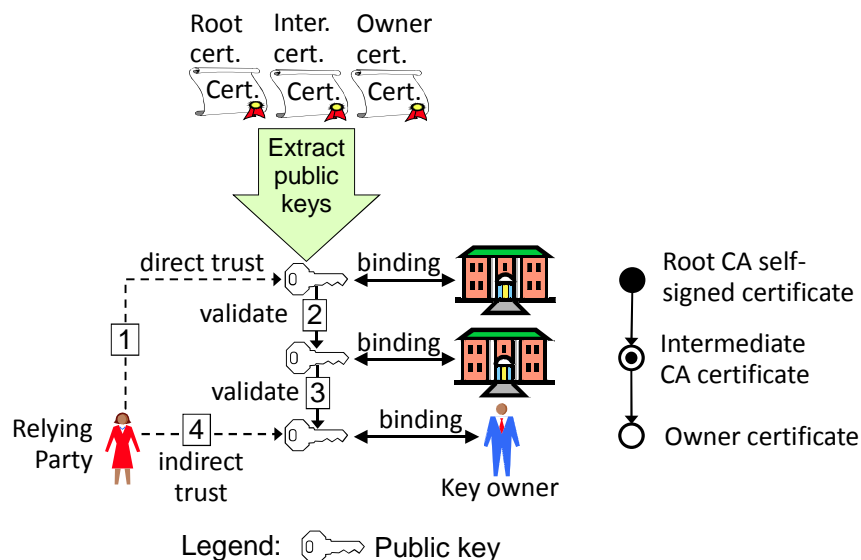 Root
cert.
Inter.
cert.
Owner
cert.
Cert.
Cert.
Cert.
Extract
public
keys
direct trust
binding
Root CA self-
signed certificate
validate
2
1
binding
Intermediate
CA certificate
validate
3
binding
Relying
Party
4
indirect
trust
Key owner
Owner certificate
Legend:
Public key